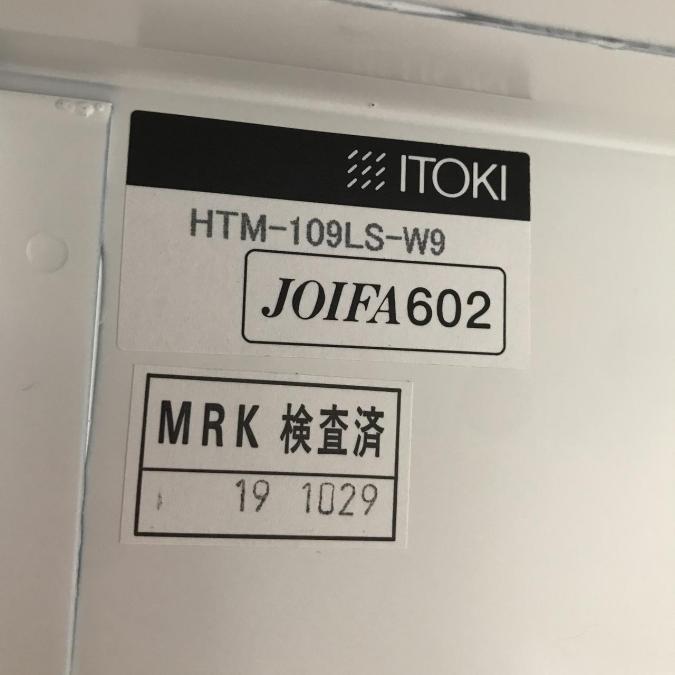 ITOKI
HTM-109LS-W9
JOIFA602
MRK 検査済
19 1029